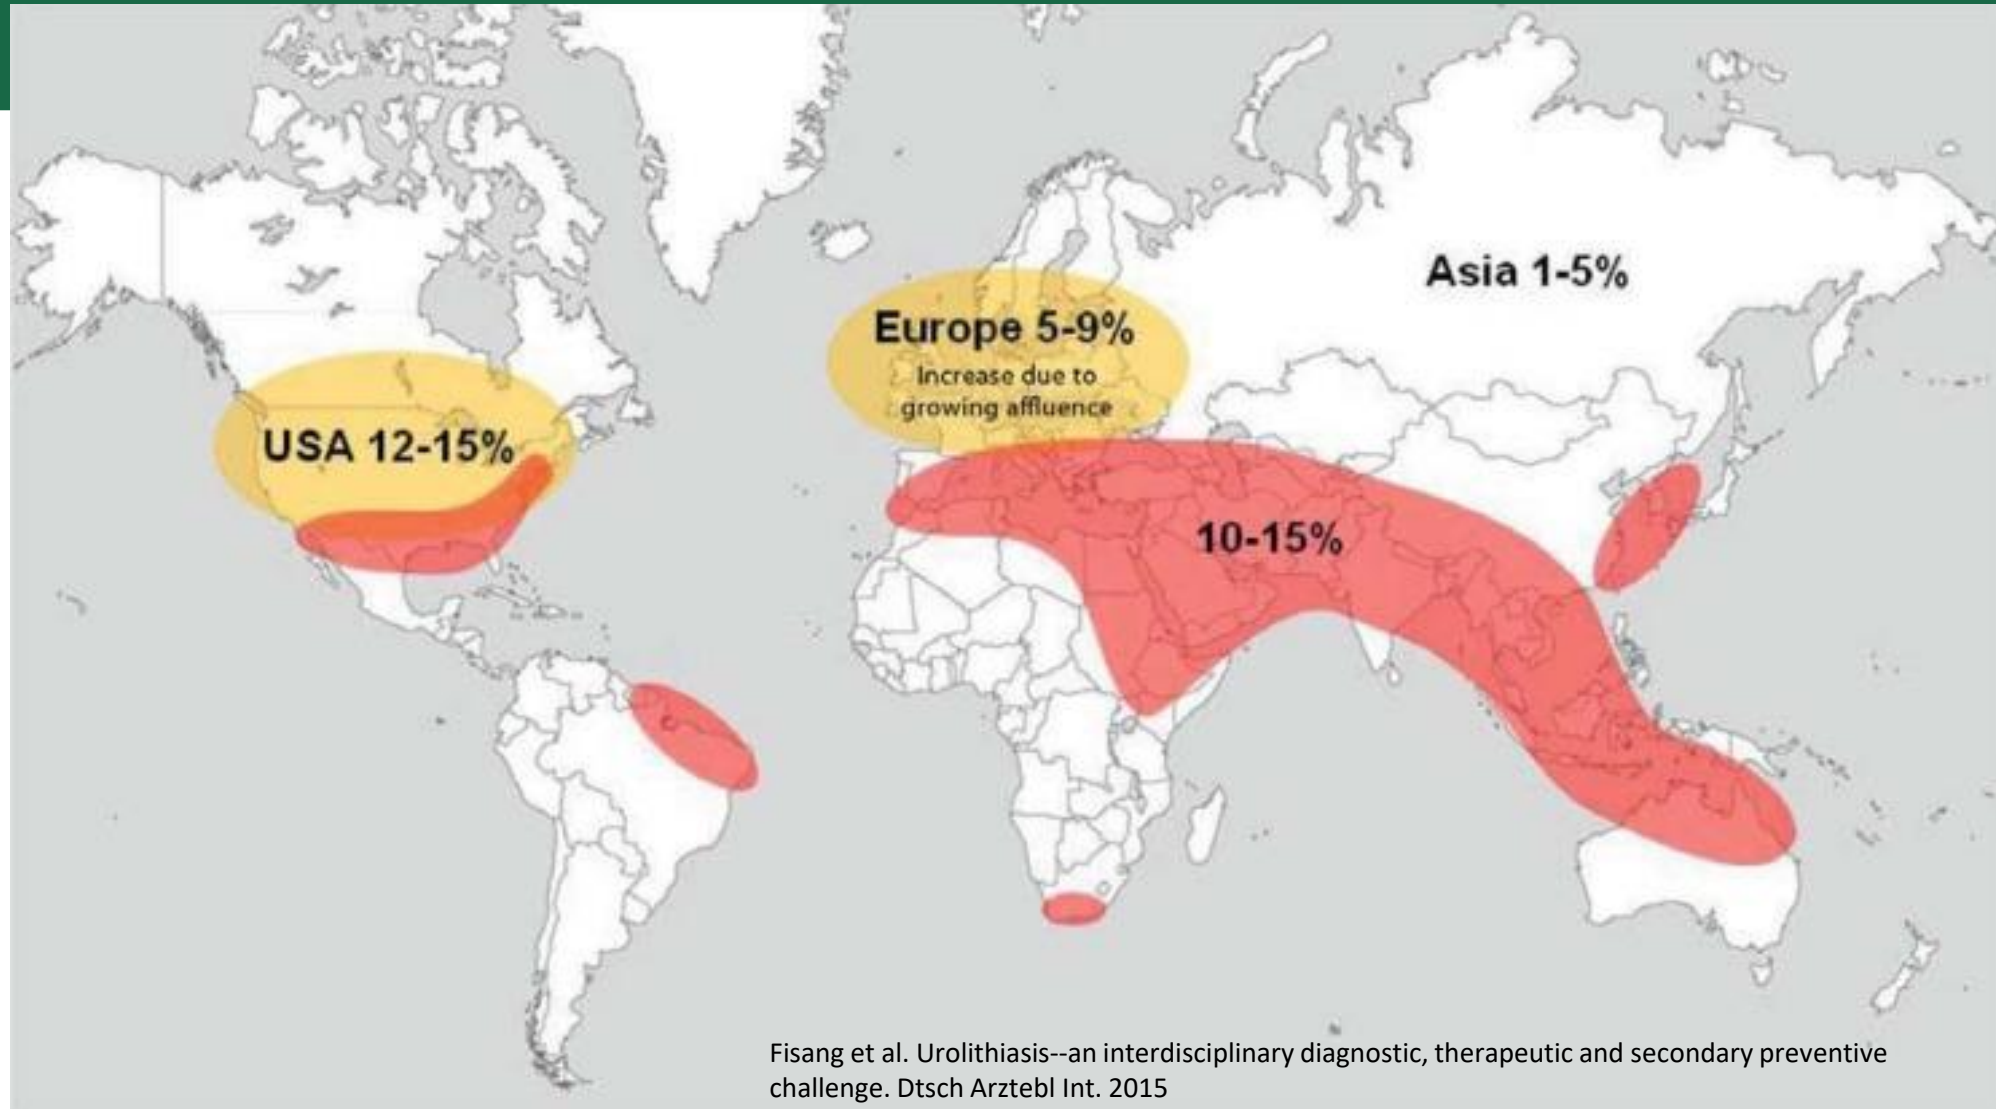 Asia 1-5%
Europe 5-9%
Increase due to
growing affluence
USA 12-15%
10-15%
Fisang et al. Urolithiasis--an interdisciplinary diagnostic, therapeutic and secondary preventive
challenge. Dtsch Arztebl Int. 2015